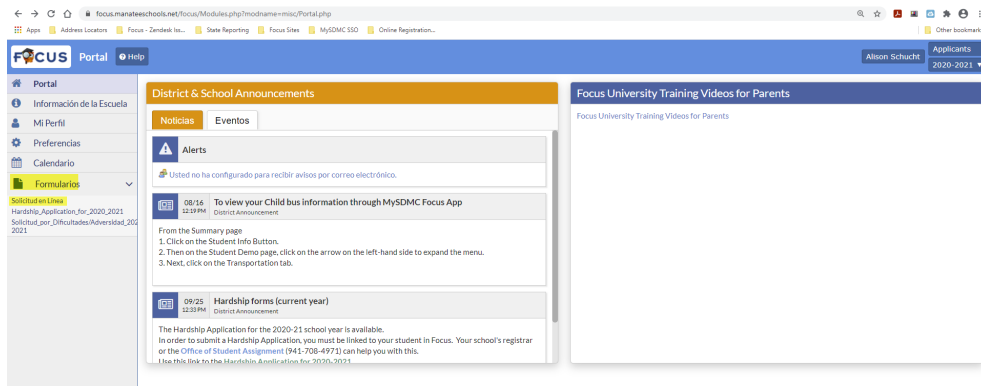 focus.manateeschools.net/focus/Modules.php?modname=misc/Portal.php
Apps Address Locators Focus - Zendesk Iss... State Reporting Focus Sites MySDMC SSO Online Registration... Other bookmark
FOCUS Portal Help Alison Schucht Applicants
2020-2021
Portal
Información de la Escuela
Mi Perfil
Preferencias
Calendario
Formularios
Solicitud en Línea
Hardship_Application_for_2020_2021
Solicitud_por_Dificultades/Adversidad_202
2021
District & School Announcements
Noticias Eventos
Alerts
Usted no ha configurado para recibir avisos por correo electrónico.
08/16 To view your Child bus information through MySDMC Focus App
12:19 PM District Announcement
From the Summary page
1. Click on the Student Info Button.
2. Then on the Student Demo page, click on the arrow on the left-hand side to expand the menu.
3. Next, click on the Transportation tab.
09/25 Hardship forms (current year)
12:33 PM District Announcement
The Hardship Application for the 2020-21 school year is available.
In order to submit a Hardship Application, you must be linked to your student in Focus. Your school's registrar
or the Office of Student Assignment (941-708-4971) can help you with this.
Use this link to the Hardship Application for 2020-2021
Focus University Training Videos for Parents
Focus University Training Videos for Parents